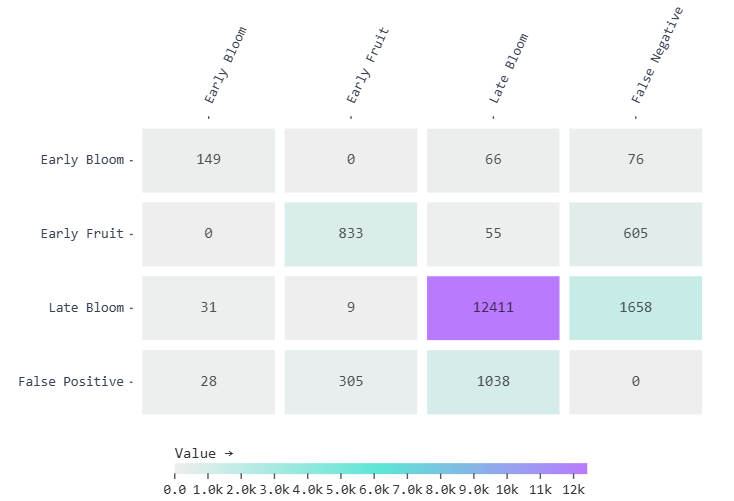 Early Bloom Early Fruit Late Bloom False Negative
Early Bloom 149 0 66 76
Early Fruit 0 833 55 605
Late Bloom 31 9 12411 1658
False Positive 28 305 1038 0
Value →
0.0 1.0k 2.0k 3.0k 4.0k 5.0k 6.0k 7.0k 8.0k 9.0k 10k 11k 12k